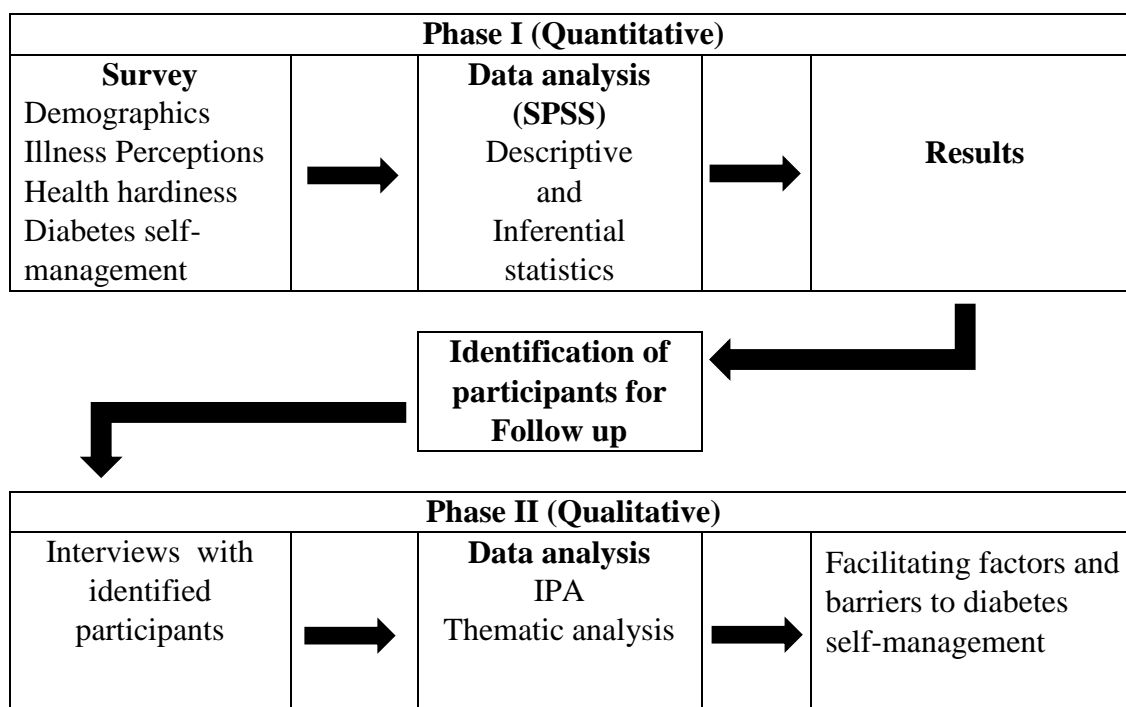 Phase I (Quantitative)
Survey
Demographics
Illness Perceptions
Health hardiness
Diabetes self-
management
Data analysis
(SPSS)
Descriptive
and
Inferential
statistics
Results
Identification of
participants for
Follow up
Phase II (Qualitative)
Interviews with
identified
participants
Data analysis
IPA
Thematic analysis
Facilitating factors and
barriers to diabetes
self-management